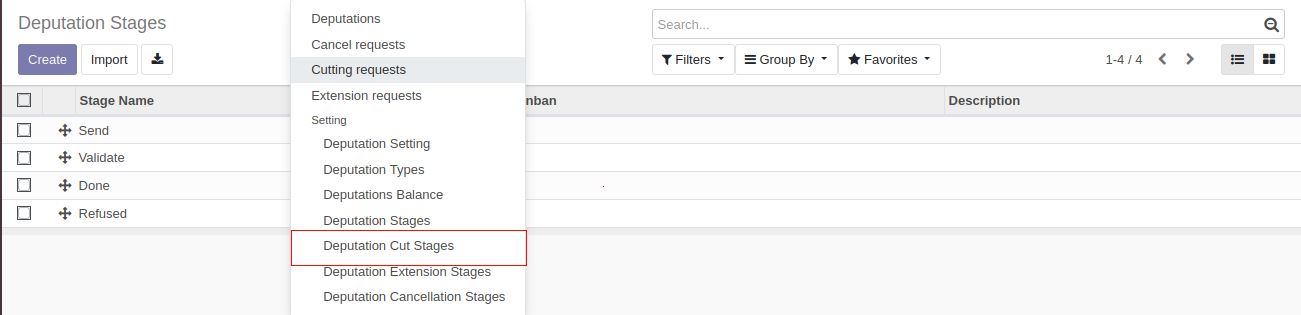 Deputation Stages
Search...
Create
Import
Filters
Group By
Favorites
1-4 / 4
Deputations
Cancel requests
Cutting requests
Extension requests
Setting
Deputation Setting
Deputation Types
Deputations Balance
Deputation Stages
Deputation Cut Stages
Deputation Extension Stages
Deputation Cancellation Stages
Stage Name
nban
Description
Send
Validate
Done
Refused